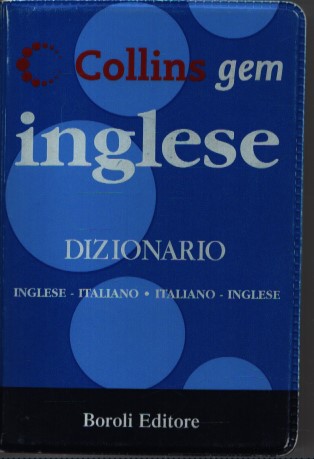 Collins gem
inglese
DIZIONARIO
INGLESE - ITALIANO • ITALIANO - INGLESE
Boroli Editore